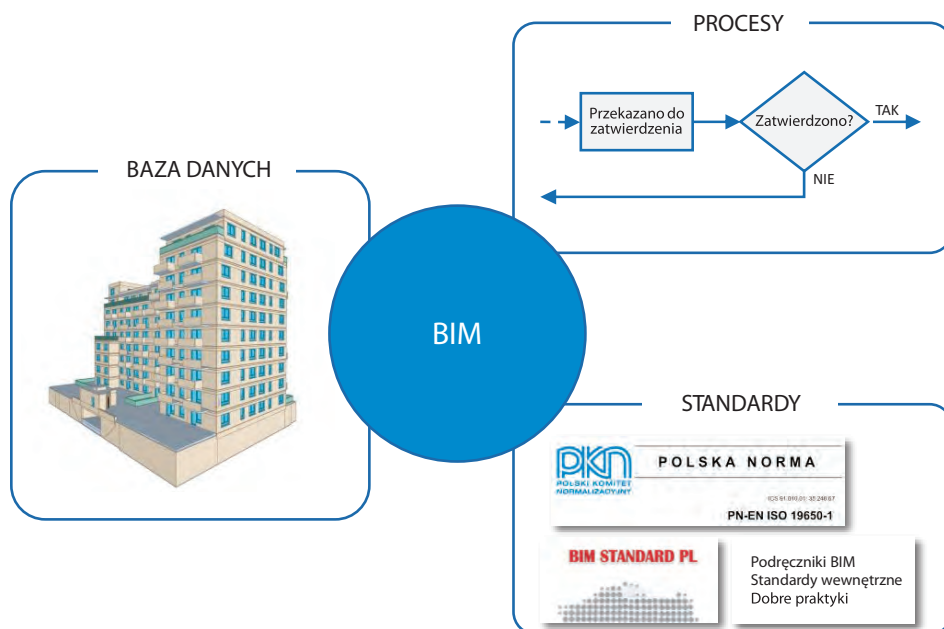 PROCESY
Przekazano do
zatwierdzenia
Zatwierdzono?
TAK
NIE
BAZA DANYCH
BIM
STANDARDY
PKN
POLSKI KOMITET
NORMALIZACYJNY
POLSKA NORMA
PN-EN ISO 19650-1
BIM STANDARD PL
Podręczniki BIM
Standardy wewnętrzne
Dobre praktyki